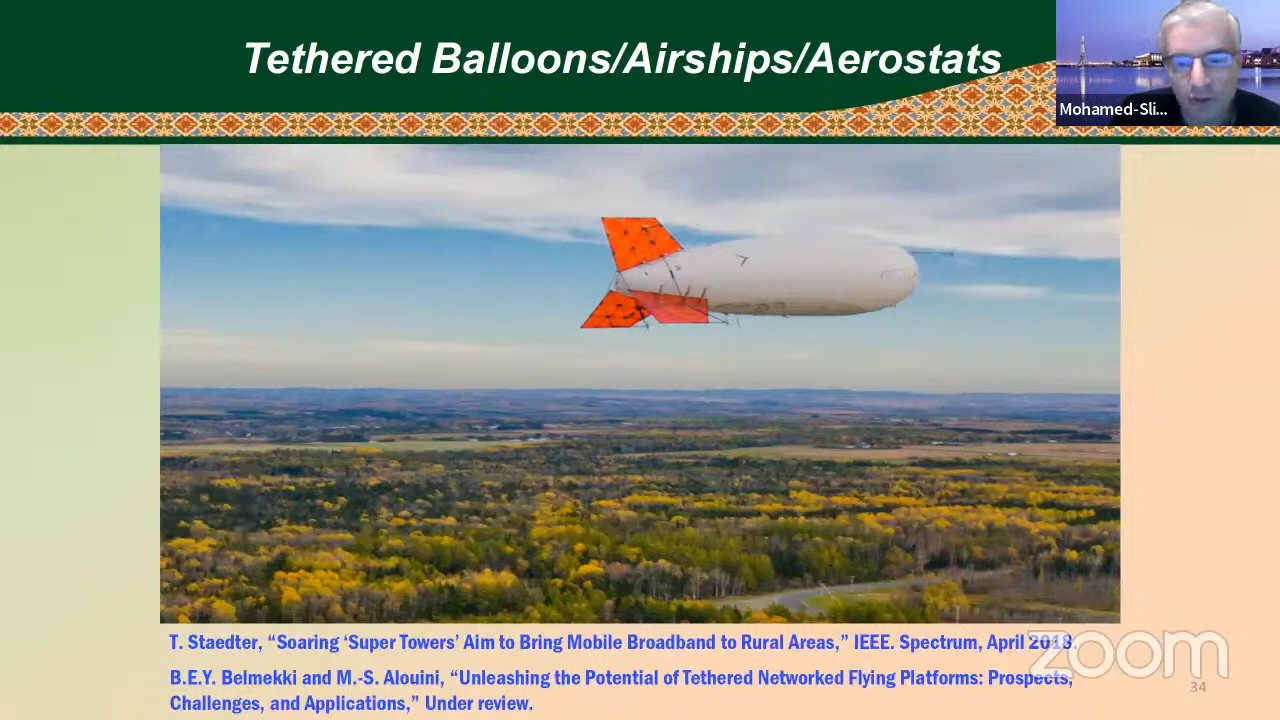 Tethered Balloons/Airships/Aerostats
Mohamed-Sli...
T. Staedter, “Soaring ‘Super Towers’ Aim to Bring Mobile Broadband to Rural Areas,” IEEE. Spectrum, April 2018.
B.E.Y. Belmekki and M.-S. Alouini, “Unleashing the Potential of Tethered Networked Flying Platforms: Prospects,
Challenges, and Applications,” Under review.
zoom
34